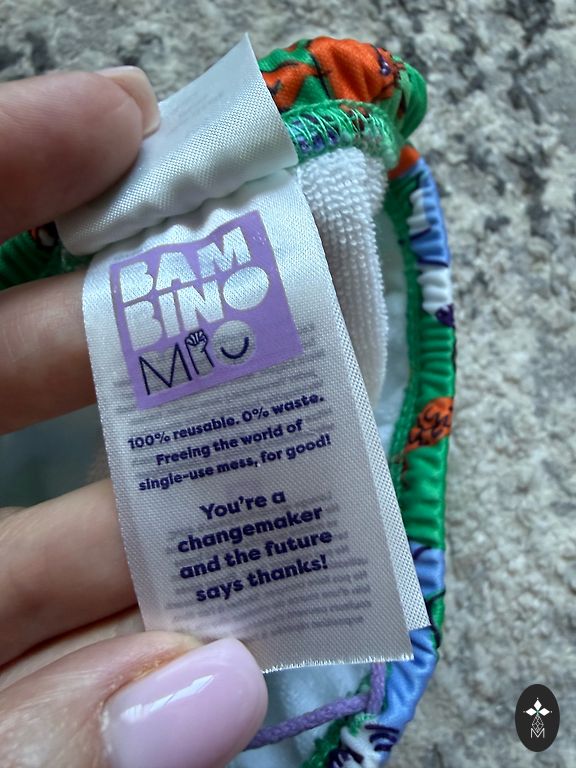 BAM
BINO
MIO
100% reusable. 0% waste.
Freeing the world of
single-use mess, for good!
You're a
changemaker
and the future
says thanks!
M